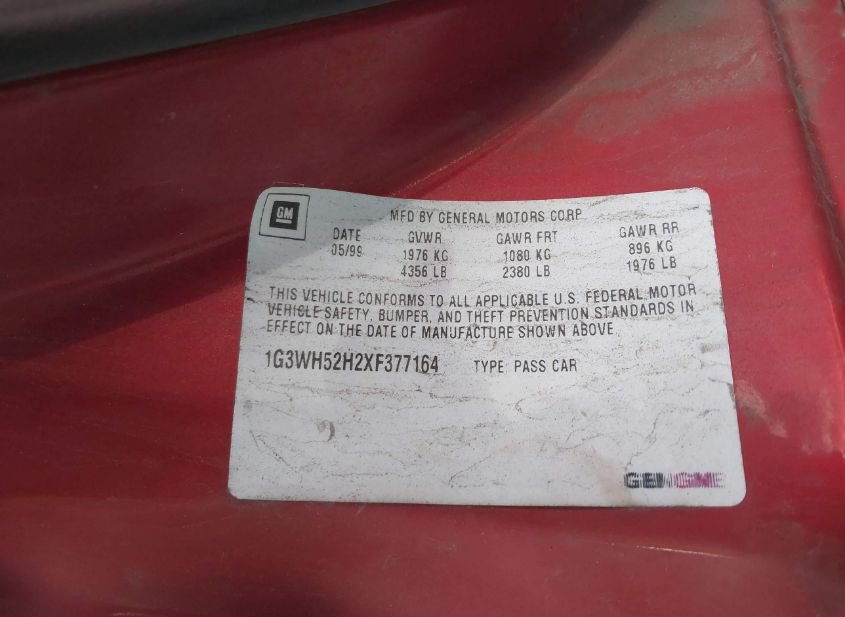 GM
MFD BY GENERAL MOTORS CORP
DATE GVWR GAWR FRT GAWR RR
05/99 1976 KG 1080 KG 896 KG
4356 LB 2380 LB 1976 LB
THIS VEHICLE CONFORMS TO ALL APPLICABLE U.S. FEDERAL MOTOR
VEHICLE SAFETY, BUMPER, AND THEFT PREVENTION STANDARDS IN
EFFECT ON THE DATE OF MANUFACTURE SHOWN ABOVE.
1G3WH52H2XF377164 TYPE: PASS CAR